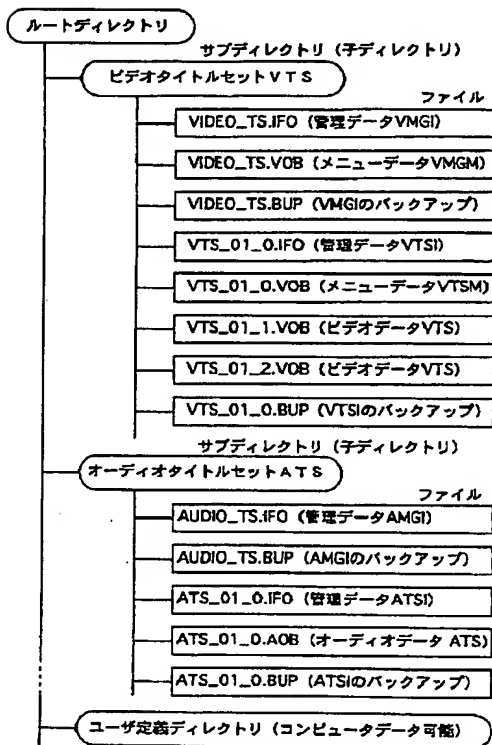 ルートディレクトリ
サブディレクトリ（子ディレクトリ）
ビデオタイトルセットＶＴＳ
ファイル
VIDEO_TS.IFO（管理データVMGI）
VIDEO_TS.VOB（メニューデータVMGM）
VIDEO_TS.BUP（VMGIのバックアップ）
VTS_01_0.IFO（管理データVTSI）
VTS_01_0.VOB（メニューデータVTSM）
VTS_01_1.VOB（ビデオデータVTS）
VTS_01_2.VOB（ビデオデータVTS）
VTS_01_0.BUP（VTSIのバックアップ）
サブディレクトリ（子ディレクトリ）
オーディオタイトルセットＡＴＳ
ファイル
AUDIO_TS.IFO（管理データAMGI）
AUDIO_TS.BUP（AMGIのバックアップ）
ATS_01_0.IFO（管理データATSI）
ATS_01_0.AOB（オーディオデータ ATS）
ATS_01_0.BUP（ATSIのバックアップ）
ユーザ定義ディレクトリ（コンピュータデータ可能）